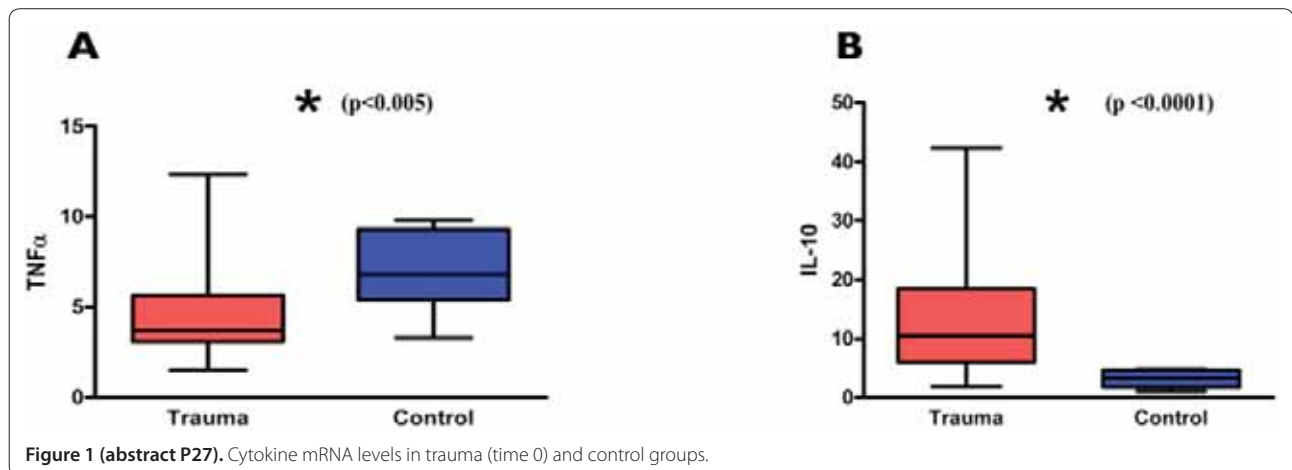 A
* (p<0.005)
15
10
5
0
TNFα
Trauma Control
B
* (p <0.0001)
50
40
30
20
10
0
IL-10
Trauma Control
Figure 1 (abstract P27). Cytokine mRNA levels in trauma (time 0) and control groups.